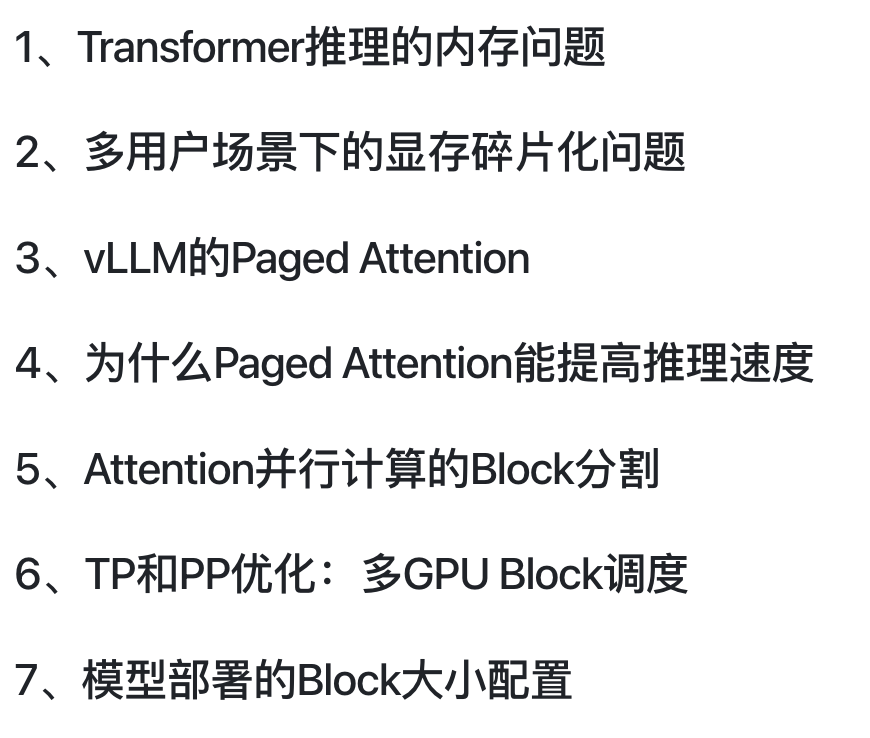 1、Transformer推理的内存问题
2、多用户场景下的显存碎片化问题
3、vLLM的Paged Attention
4、为什么Paged Attention能提高推理速度
5、Attention并行计算的Block分割
6、TP和PP优化：多GPU Block调度
7、模型部署的Block大小配置